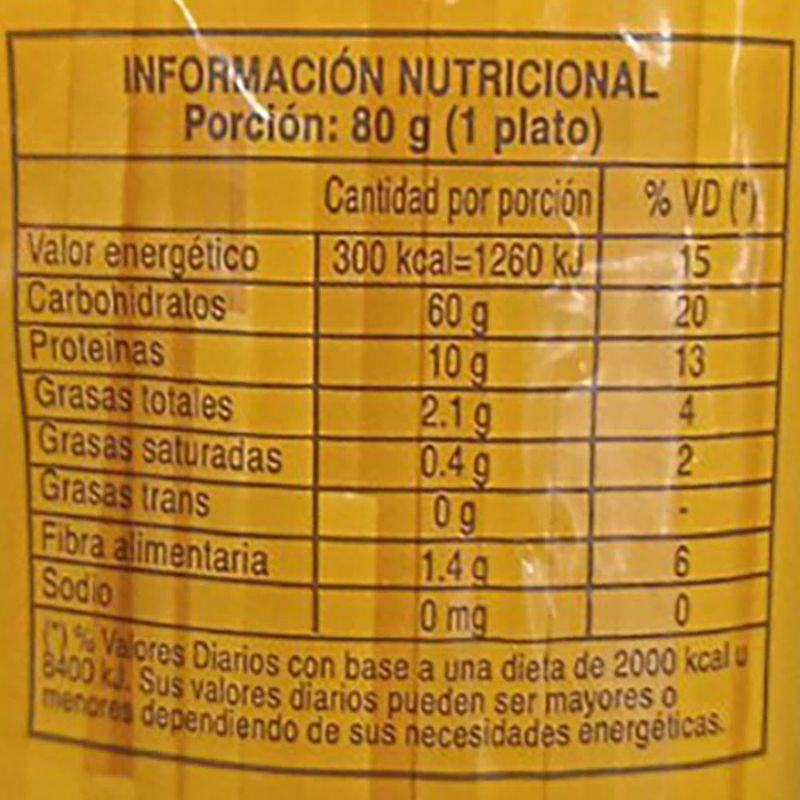 INFORMACIÓN NUTRICIONAL
Porción: 80 g (1 plato)
Cantidad por porción % VD (*)
Valor energético 300 kcal=1260 kJ 15
Carbohidratos 60 g 20
Proteinas 10 g 13
Grasas totales 2.1 g 4
Grasas saturadas 0.4 g 2
Grasas trans 0 g -
Fibra alimentaria 1.4 g 6
Sodio 0 mg 0
(*) % Valores Diarios con base a una dieta de 2000 kcal u
8400 kJ. Sus valores diarios pueden ser mayores o
menores dependiendo de sus necesidades energéticas.